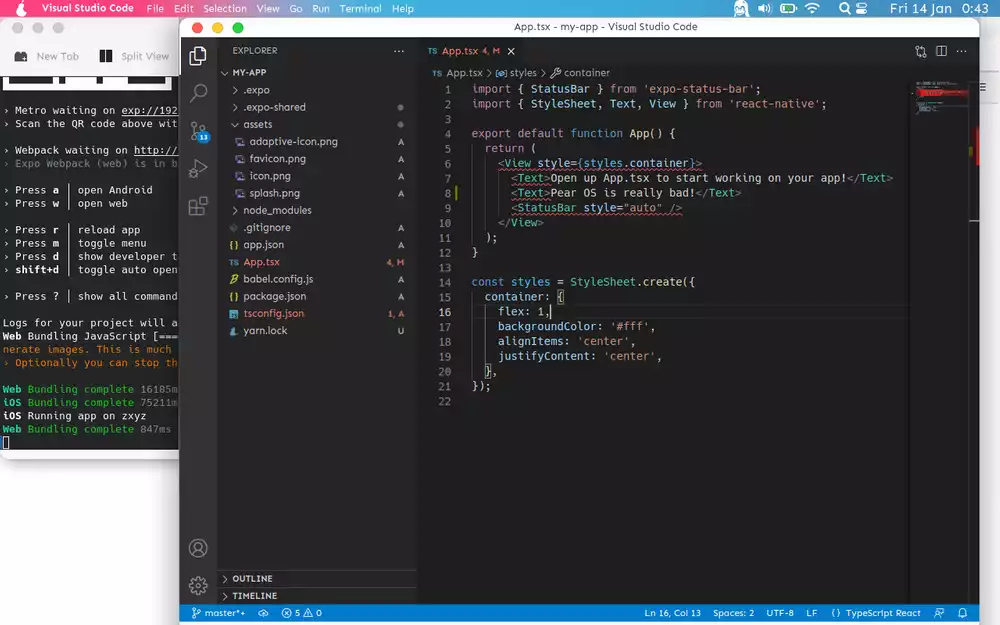 Visual Studio Code File Edit Selection View Go Run Terminal Help Fri 14 Jan 0:43
New Tab Split View
› Metro waiting on exp://192
› Scan the QR code above wit
› Webpack waiting on http://
› Expo Webpack (web) is in b
› Press a │ open Android
› Press w │ open web
› Press r │ reload app
› Press m │ toggle menu
› Press d │ show developer t
› shift+d │ toggle auto open
› Press ? │ show all command
Logs for your project will a
Web Bundling JavaScript [===
nerate images. This is much
› Optionally you can stop th
Web Bundling complete 16185m
iOS Bundling complete 75211m
iOS Running app on zxyz
Web Bundling complete 847ms
App.tsx - my-app - Visual Studio Code
EXPLORER ···
MY-APP
.expo
.expo-shared
assets
adaptive-icon.png A
favicon.png A
icon.png A
splash.png A
node_modules
.gitignore A
{} app.json A
TS App.tsx 4, M
babel.config.js A
{} package.json A
tsconfig.json 1, A
yarn.lock U
OUTLINE
TIMELINE
13
TS App.tsx 4, M ×
TS App.tsx > styles > container
1 import { StatusBar } from 'expo-status-bar';
2 import { StyleSheet, Text, View } from 'react-native';
3
4 export default function App() {
5 return (
6 <View style={styles.container}>
7 <Text>Open up App.tsx to start working on your app!</Text>
8 <Text>Pear OS is really bad!</Text>
9 <StatusBar style="auto" />
10 </View>
11 );
12 }
13
14 const styles = StyleSheet.create({
15 container: {
16 flex: 1,
17 backgroundColor: '#fff',
18 alignItems: 'center',
19 justifyContent: 'center',
20 },
21 });
22
master*+ 5 0 Ln 16, Col 13 Spaces: 2 UTF-8 LF {} TypeScript React